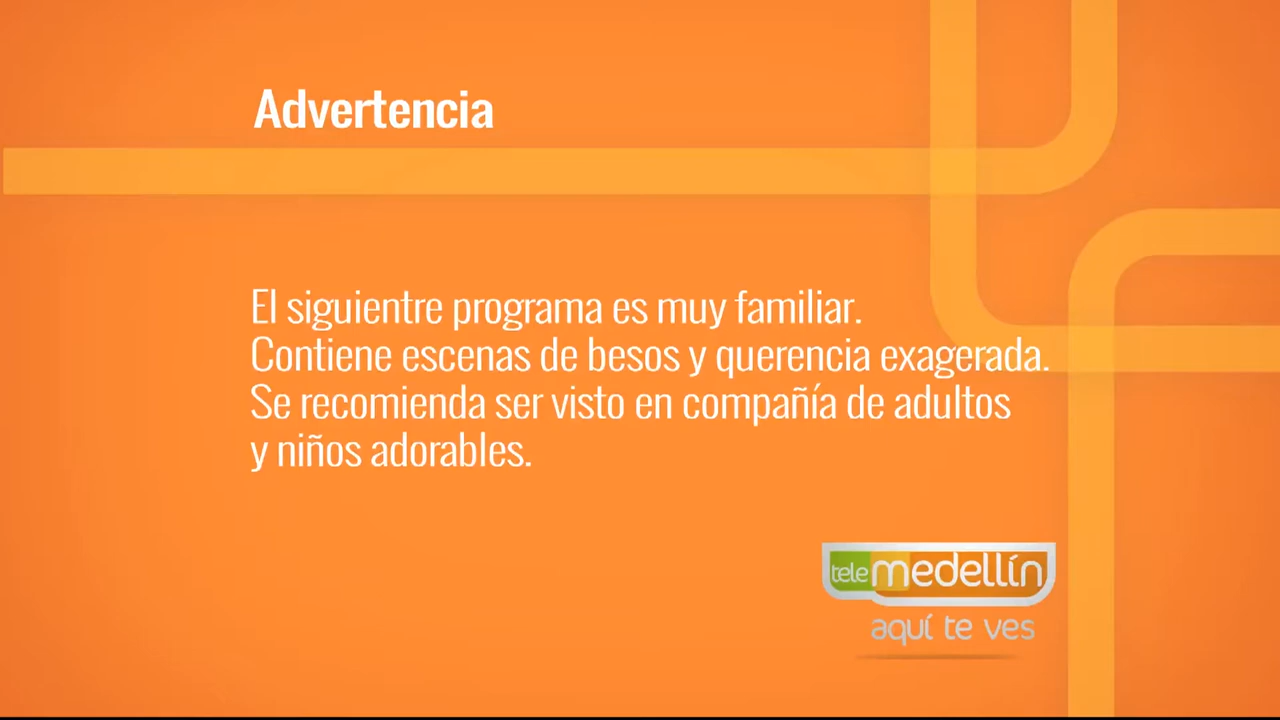 Advertencia
El siguientre programa es muy familiar.
Contiene escenas de besos y querencia exagerada.
Se recomienda ser visto en compañía de adultos
y niños adorables.
tele medellín
aquí te ves